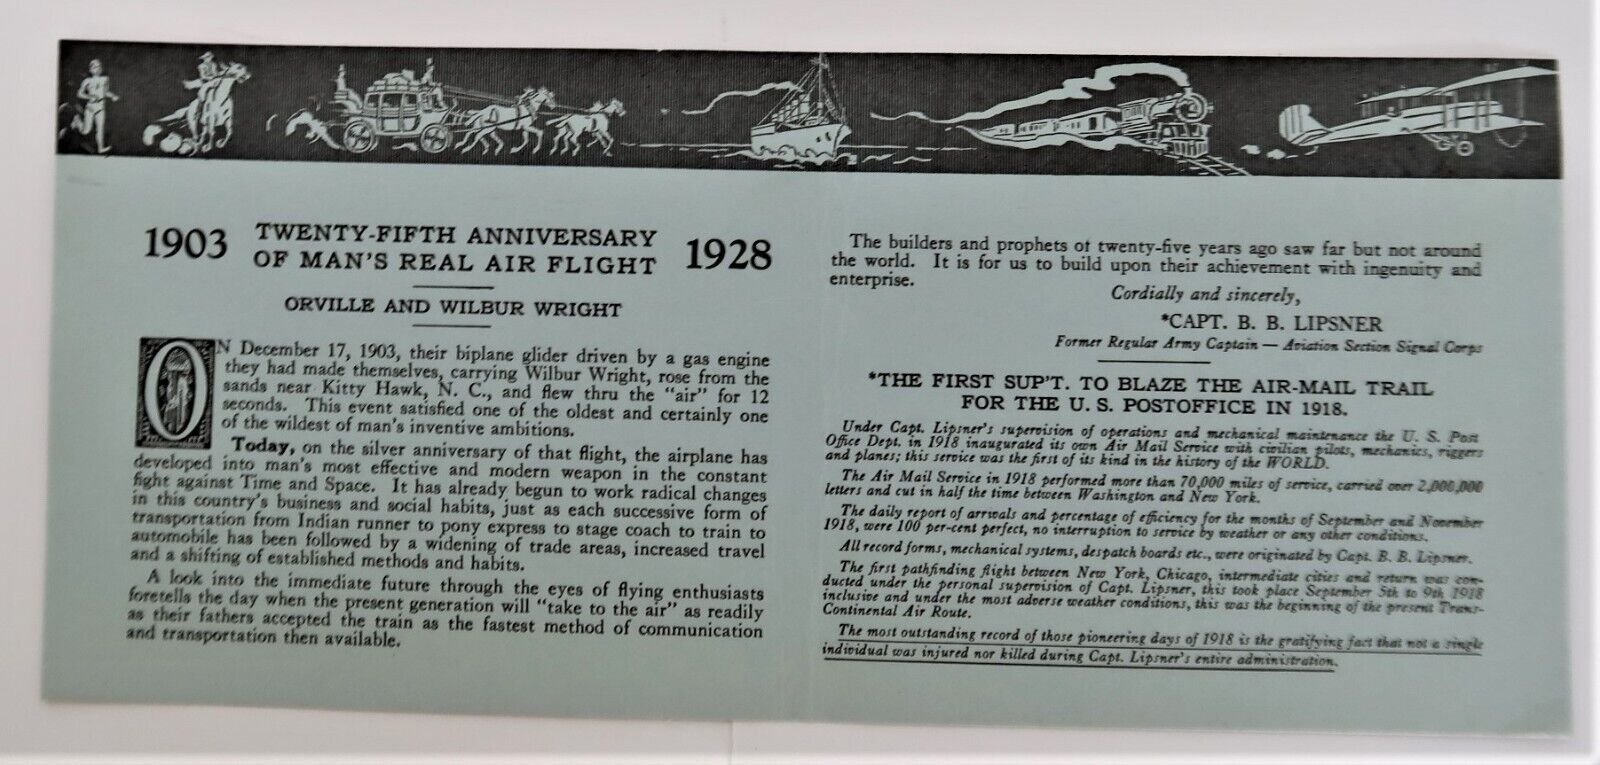 1903 TWENTY-FIFTH ANNIVERSARY 1928
OF MAN'S REAL AIR FLIGHT
ORVILLE AND WILBUR WRIGHT
ON December 17, 1903, their biplane glider driven by a gas engine
they had made themselves, carrying Wilbur Wright, rose from the
sands near Kitty Hawk, N. C., and flew thru the "air" for 12
seconds. This event satisfied one of the oldest and certainly one
of the wildest of man's inventive ambitions.
Today, on the silver anniversary of that flight, the airplane has
developed into man's most effective and modern weapon in the constant
fight against Time and Space. It has already begun to work radical changes
in this country's business and social habits, just as each successive form of
transportation from Indian runner to pony express to stage coach to train to
automobile has been followed by a widening of trade areas, increased travel
and a shifting of established methods and habits.
A look into the immediate future through the eyes of flying enthusiasts
foretells the day when the present generation will "take to the air" as readily
as their fathers accepted the train as the fastest method of communication
and transportation then available.
The builders and prophets of twenty-five years ago saw far but not around
the world. It is for us to build upon their achievement with ingenuity and
enterprise.
Cordially and sincerely,
*CAPT. B. B. LIPSNER
Former Regular Army Captain — Aviation Section Signal Corps
*THE FIRST SUP'T. TO BLAZE THE AIR-MAIL TRAIL
FOR THE U. S. POSTOFFICE IN 1918.
Under Capt. Lipsner's supervision of operations and mechanical maintenance the U. S. Post
Office Dept. in 1918 inaugurated its own Air Mail Service with civilian pilots, mechanics, riggers
and planes; this service was the first of its kind in the history of the WORLD.
The Air Mail Service in 1918 performed more than 70,000 miles of service, carried over 2,000,000
letters and cut in half the time between Washington and New York.
The daily report of arrivals and percentage of efficiency for the months of September and November
1918, were 100 per-cent perfect, no interruption to service by weather or any other conditions.
All record forms, mechanical systems, despatch boards etc., were originated by Capt. B. B. Lipsner.
The first pathfinding flight between New York, Chicago, intermediate cities and return was con-
ducted under the personal supervision of Capt. Lipsner, this took place September 5th to 9th 1918
inclusive and under the most adverse weather conditions, this was the beginning of the present Trans-
Continental Air Route.
The most outstanding record of those pioneering days of 1918 is the gratifying fact that not a single
individual was injured nor killed during Capt. Lipsner's entire administration.